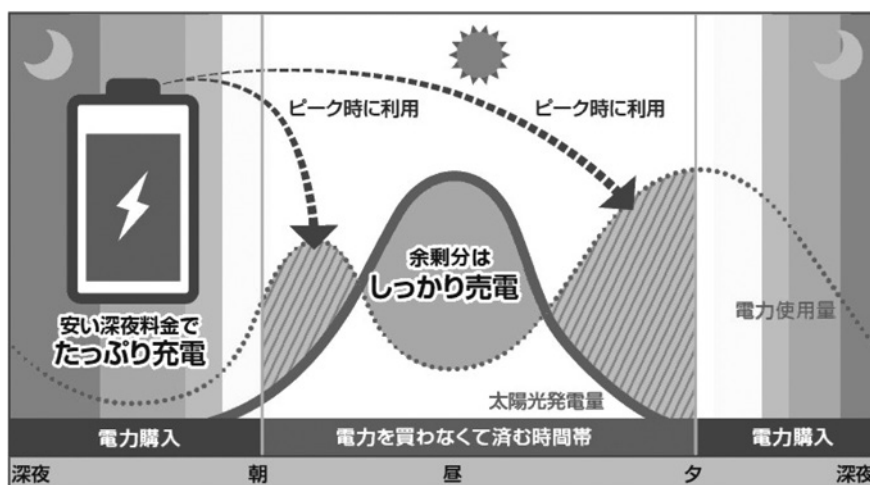 ピーク時に利用
ピーク時に利用
安い深夜料金で
たっぷり充電
余剰分は
しっかり売電
電力使用量
太陽光発電量
電力購入
電力を買わなくて済む時間帯
電力購入
深夜
朝
昼
夕
深夜